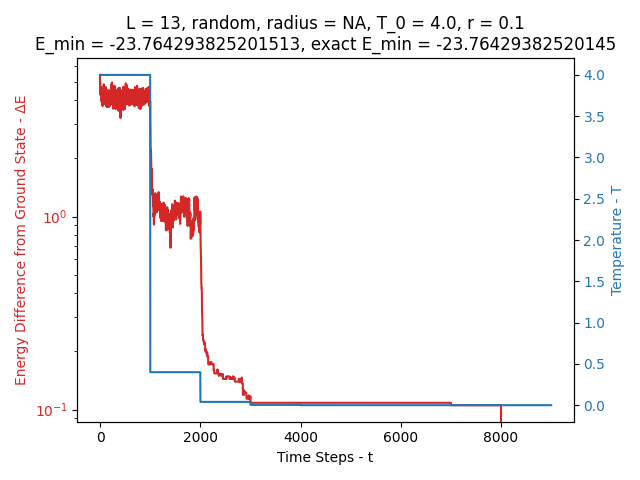 L = 13, random, radius = NA, T_0 = 4.0, r = 0.1
E_min = -23.764293825201513, exact E_min = -23.76429382520145
Energy Difference from Ground State - ΔE
10⁰
10⁻¹
4.0
3.5
3.0
2.5
2.0
1.5
1.0
0.5
0.0
Temperature - T
0 2000 4000 6000 8000
Time Steps - t